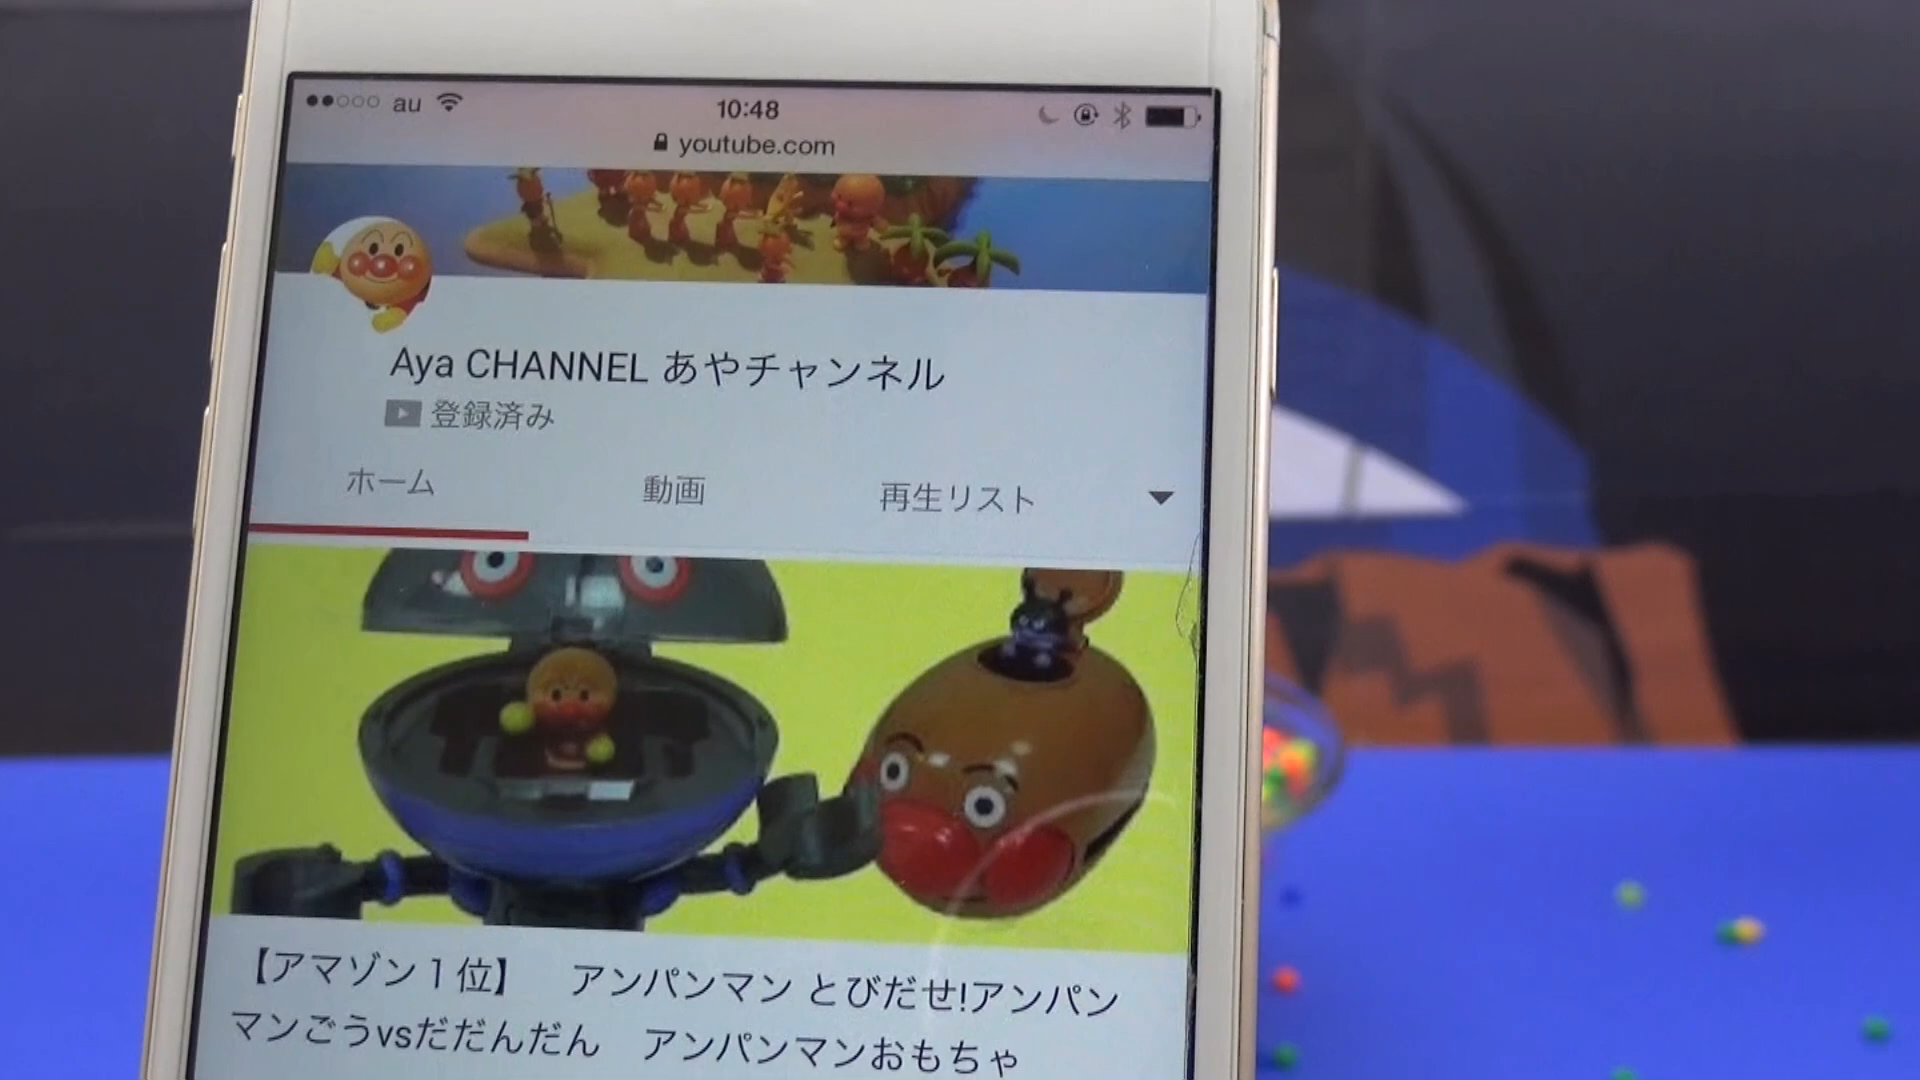 au
10:48
youtube.com
Aya CHANNEL あやチャンネル
登録済み
ホーム 動画 再生リスト
【アマゾン１位】 アンパンマン とびだせ!アンパン
マンごうvsだだんだん アンパンマンおもちゃ